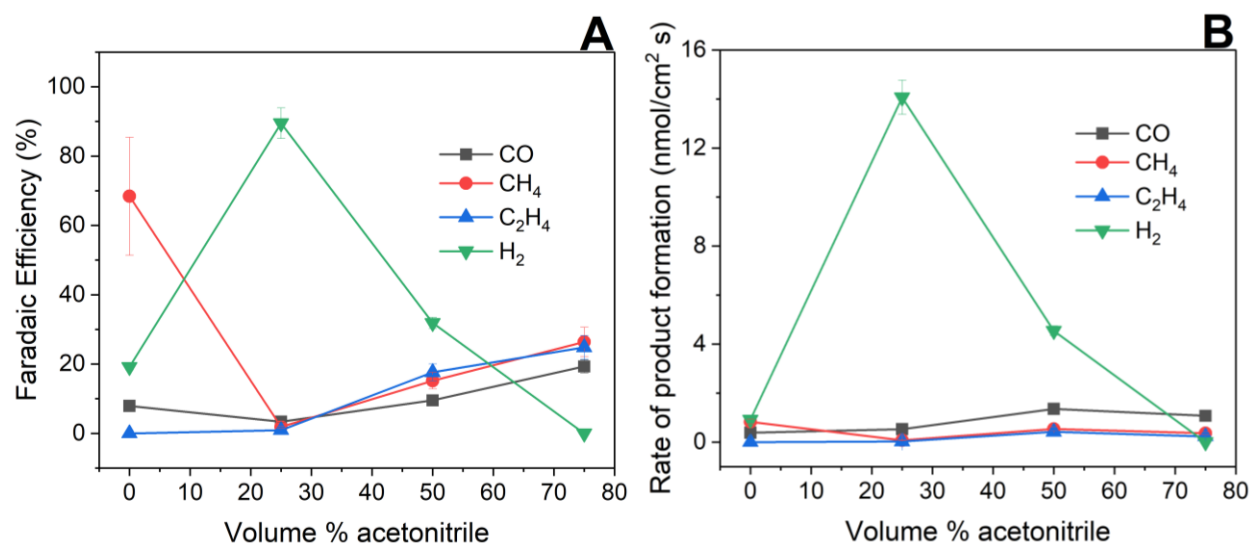 A
Faradaic Efficiency (%)
100
80
60
40
20
0
CO
CH₄
C₂H₄
H₂
0 10 20 30 40 50 60 70 80
Volume % acetonitrile
B
Rate of product formation (nmol/cm² s)
16
12
8
4
0
CO
CH₄
C₂H₄
H₂
0 10 20 30 40 50 60 70 80
Volume % acetonitrile